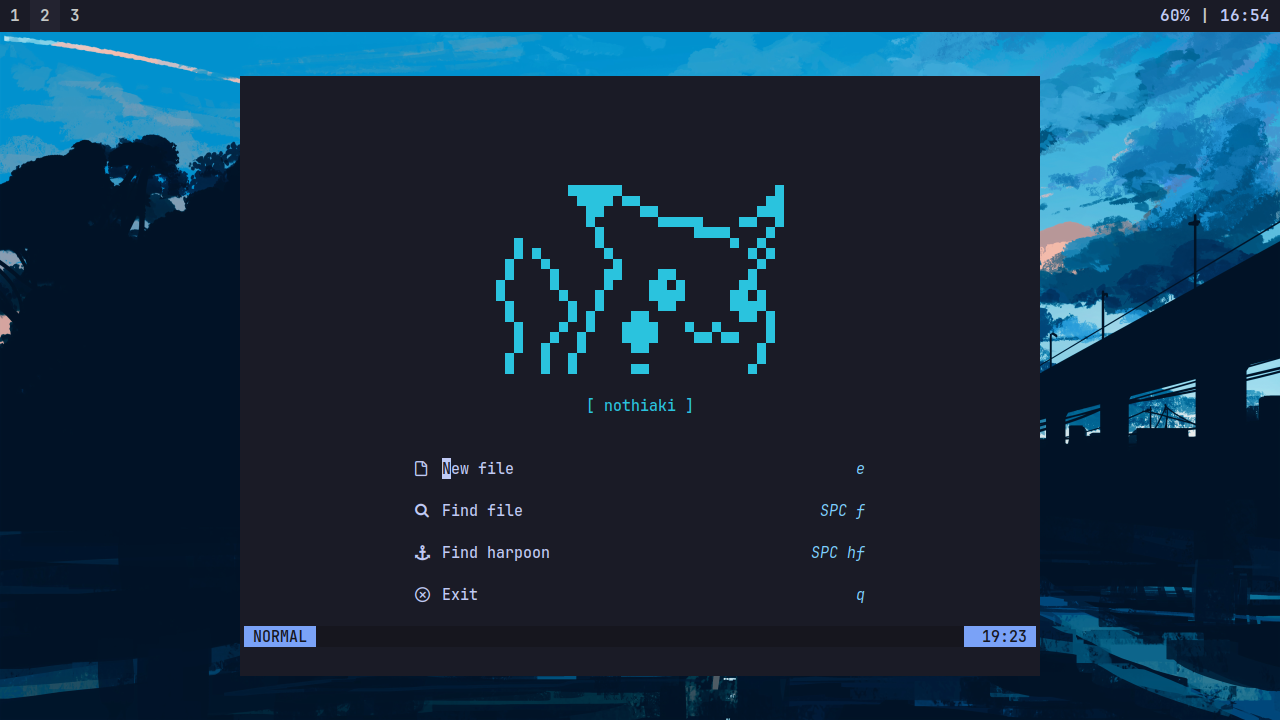 1 2 3 60% | 16:54
[ nothiaki ]
New file e
Find file SPC f
Find harpoon SPC hf
Exit q
NORMAL 19:23